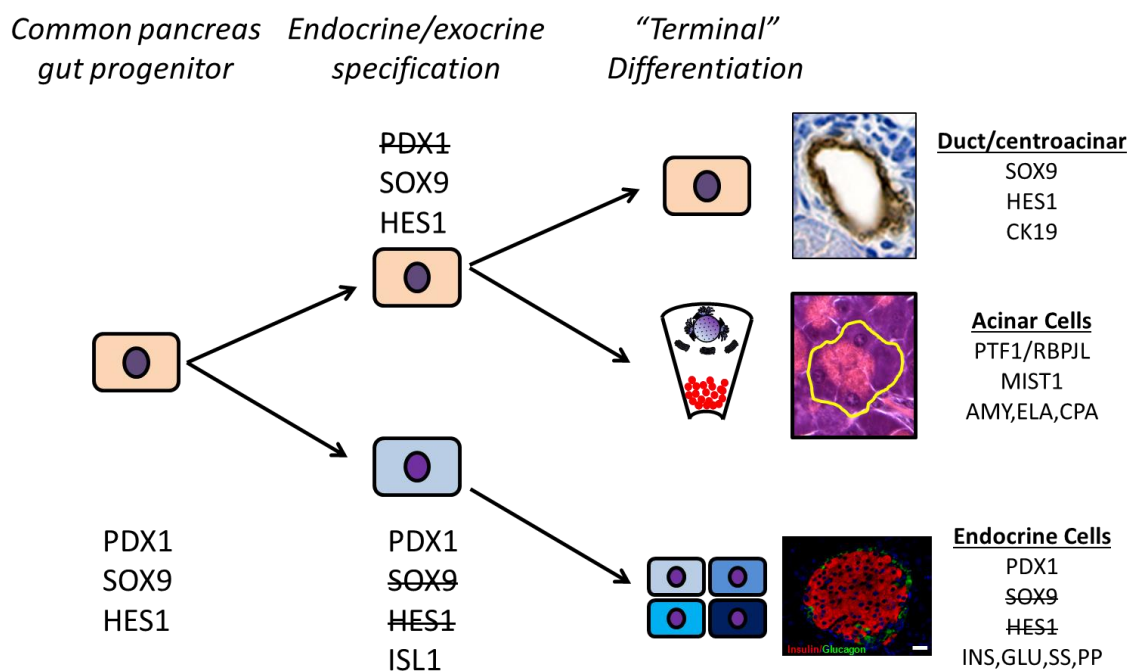 Common pancreas
gut progenitor
Endocrine/exocrine
specification
“Terminal”
Differentiation
PDX1
SOX9
HES1
Duct/centroacinar
SOX9
HES1
CK19
Acinar Cells
PTF1/RBPJL
MIST1
AMY,ELA,CPA
PDX1
SOX9
HES1
PDX1
SOX9
HES1
ISL1
Insulin/Glucagon
Endocrine Cells
PDX1
SOX9
HES1
INS,GLU,SS,PP